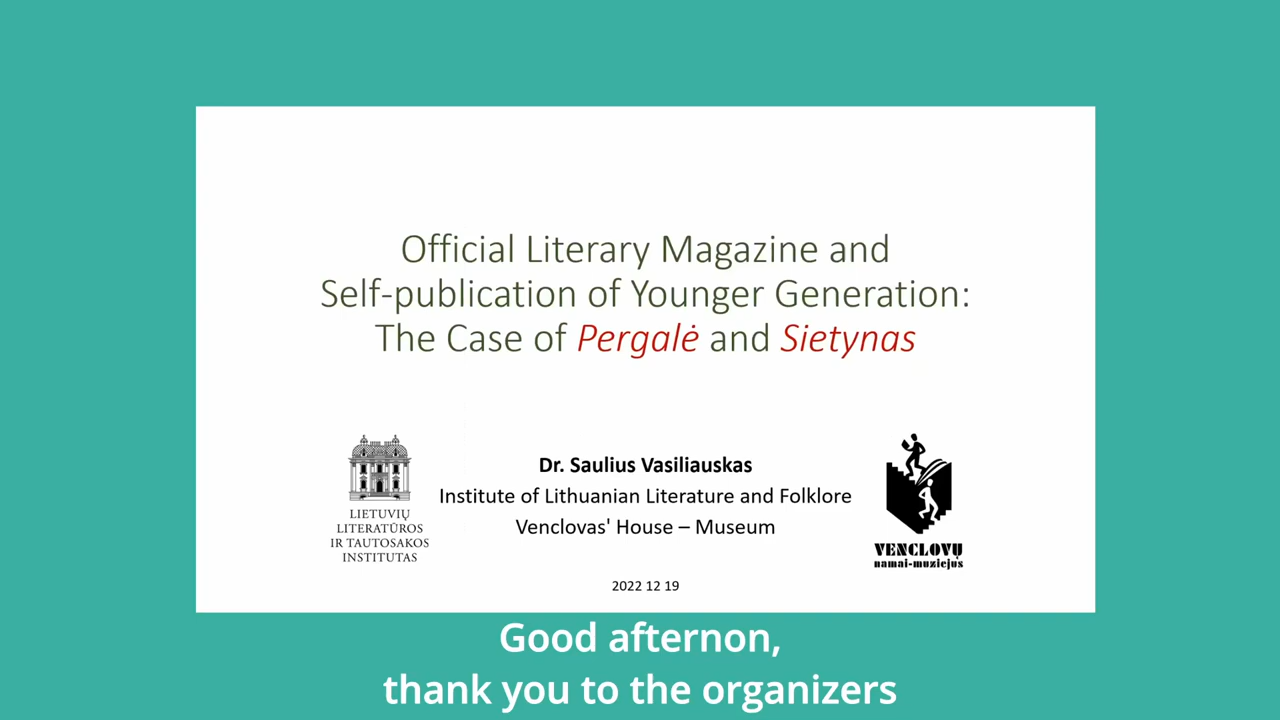 Official Literary Magazine and
Self-publication of Younger Generation:
The Case of Pergalė and Sietynas
LIETUVIŲ
LITERATŪROS
IR TAUTOSAKOS
INSTITUTAS
Dr. Saulius Vasiliauskas
Institute of Lithuanian Literature and Folklore
Venclovas' House – Museum
VENCLOVŲ
namai-muziejus
2022 12 19
Good afternon,
thank you to the organizers